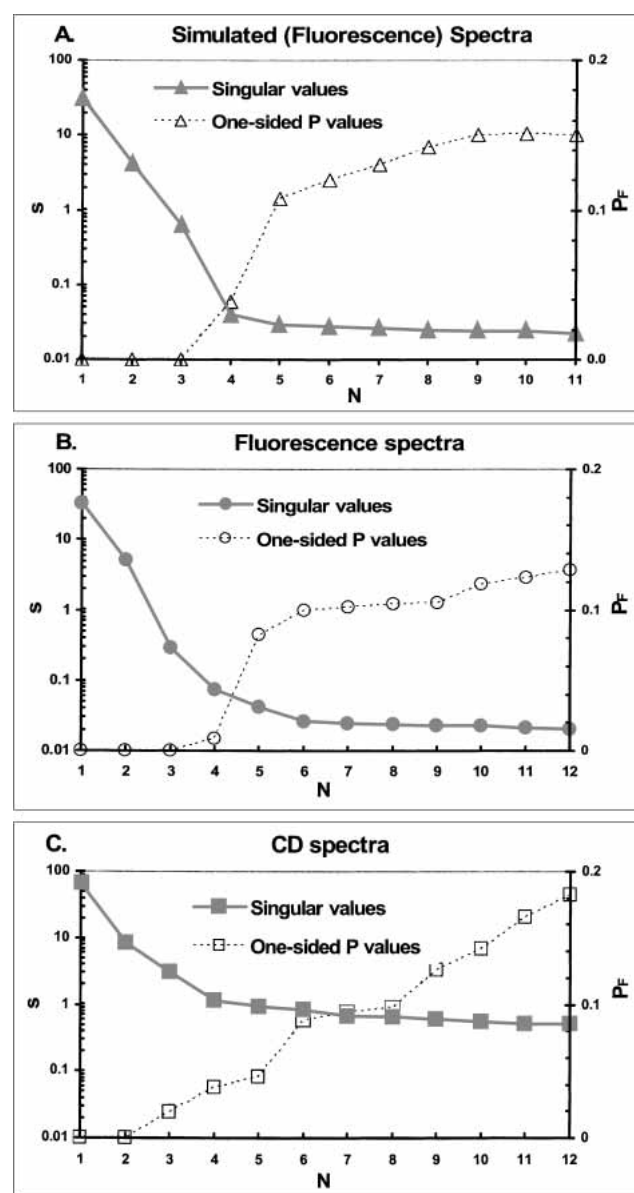 A. Simulated (Fluorescence) Spectra
100
10
1
0.1
0.01
s
Singular values
One-sided P values
0.2
0.1
0.0
PF
1 2 3 4 5 6 7 8 9 10 11
N
B. Fluorescence spectra
100
10
1
0.1
0.01
s
Singular values
One-sided P values
0.2
0.1
0
PF
1 2 3 4 5 6 7 8 9 10 11 12
N
C. CD spectra
100
10
1
0.1
0.01
s
Singular values
One-sided P values
0.2
0.1
0
PF
1 2 3 4 5 6 7 8 9 10 11 12
N